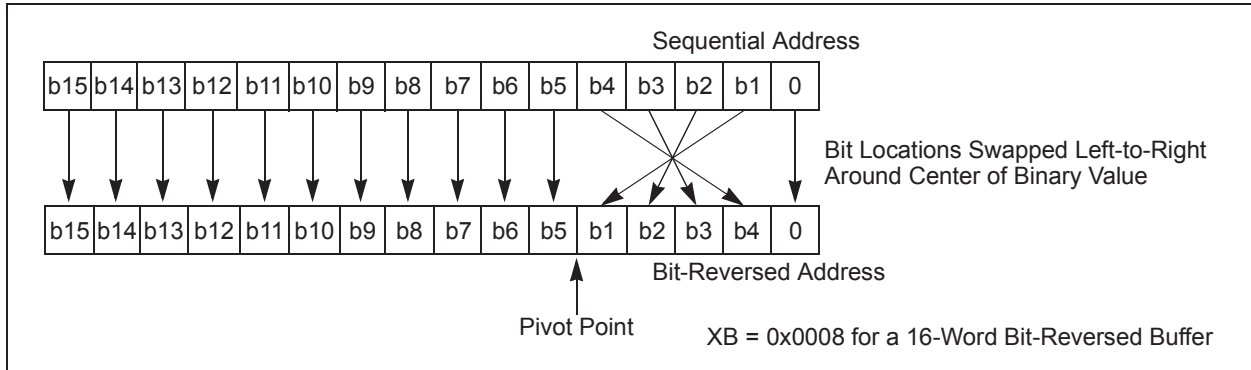 Sequential Address
b15 b14 b13 b12 b11 b10 b9 b8 b7 b6 b5 b4 b3 b2 b1 0
Bit Locations Swapped Left-to-Right
Around Center of Binary Value
b15 b14 b13 b12 b11 b10 b9 b8 b7 b6 b5 b1 b2 b3 b4 0
Bit-Reversed Address
Pivot Point
XB = 0x0008 for a 16-Word Bit-Reversed Buffer